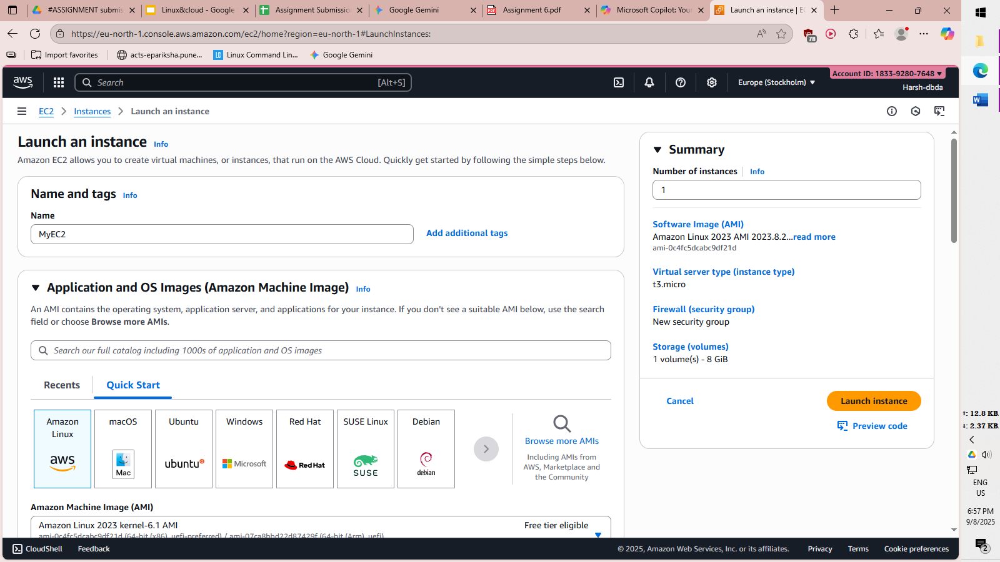 #ASSIGNMENT submis
Linux&cloud - Google
Assignment Submissio
Google Gemini
Assignment 6.pdf
Microsoft Copilot: Your
Launch an instance | EC
https://eu-north-1.console.aws.amazon.com/ec2/home?region=eu-north-1#LaunchInstances:
78
Import favorites
acts-epariksha.pune...
Linux Command Lin...
Google Gemini
aws
Search
[Alt+S]
Europe (Stockholm)
Account ID: 1833-9280-7648
Harsh-dbda
EC2
Instances
Launch an instance
Launch an instance Info
Amazon EC2 allows you to create virtual machines, or instances, that run on the AWS Cloud. Quickly get started by following the simple steps below.
Name and tags Info
Name
MyEC2
Add additional tags
Application and OS Images (Amazon Machine Image) Info
An AMI contains the operating system, application server, and applications for your instance. If you don't see a suitable AMI below, use the search
field or choose Browse more AMIs.
Search our full catalog including 1000s of application and OS images
Recents
Quick Start
Amazon
Linux
aws
macOS
Mac
Ubuntu
ubuntu
Windows
Microsoft
Red Hat
Red Hat
SUSE Linux
SUSE
Debian
debian
Browse more AMIs
Including AMIs from
AWS, Marketplace and
the Community
Amazon Machine Image (AMI)
Amazon Linux 2023 kernel-6.1 AMI
Free tier eligible
ami-0c4fc5dcabc9df21d (64-bit (x86), uefi-preferred) / ami-07ca8bbd22d87429f (64-bit (Arm), uefi)
Summary
Number of instances Info
1
Software Image (AMI)
Amazon Linux 2023 AMI 2023.8.2...read more
ami-0c4fc5dcabc9df21d
Virtual server type (instance type)
t3.micro
Firewall (security group)
New security group
Storage (volumes)
1 volume(s) - 8 GiB
Cancel
Launch instance
Preview code
CloudShell
Feedback
© 2025, Amazon Web Services, Inc. or its affiliates.
Privacy
Terms
Cookie preferences
: 12.8 KB
: 2.37 KB
ENG
US
6:57 PM
9/8/2025
2